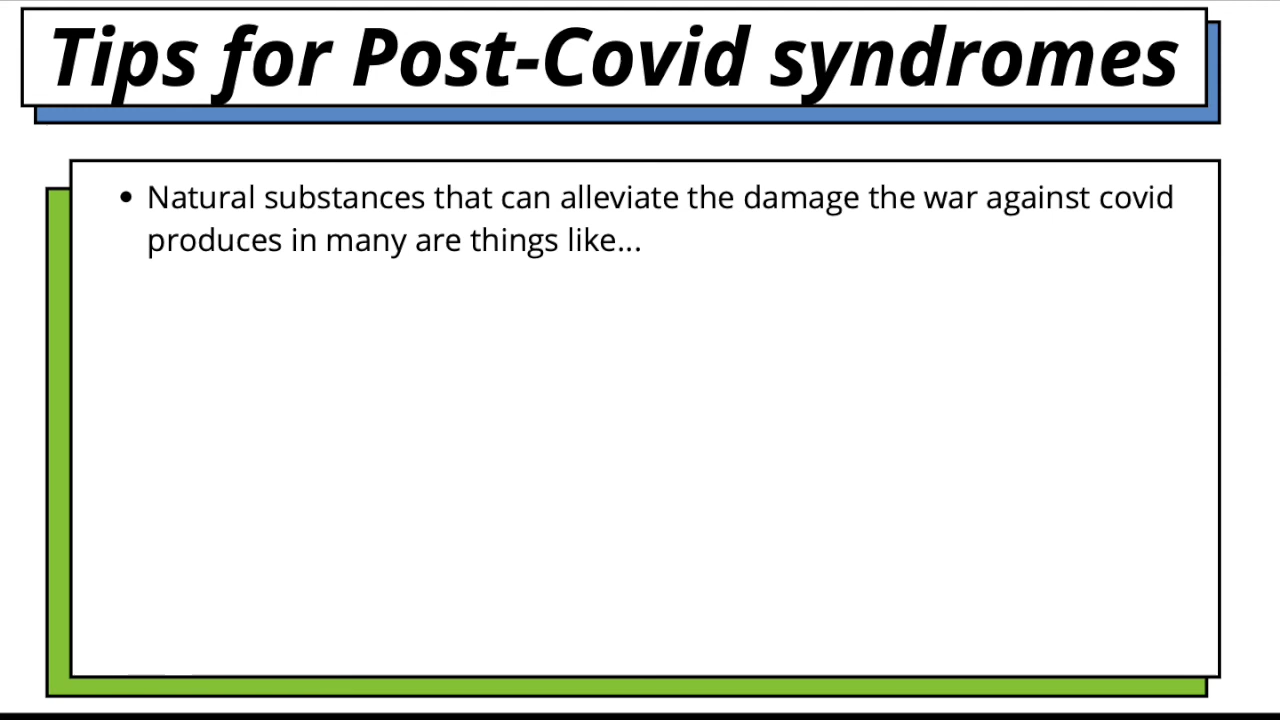 Tips for Post-Covid syndromes
• Natural substances that can alleviate the damage the war against covid
produces in many are things like...